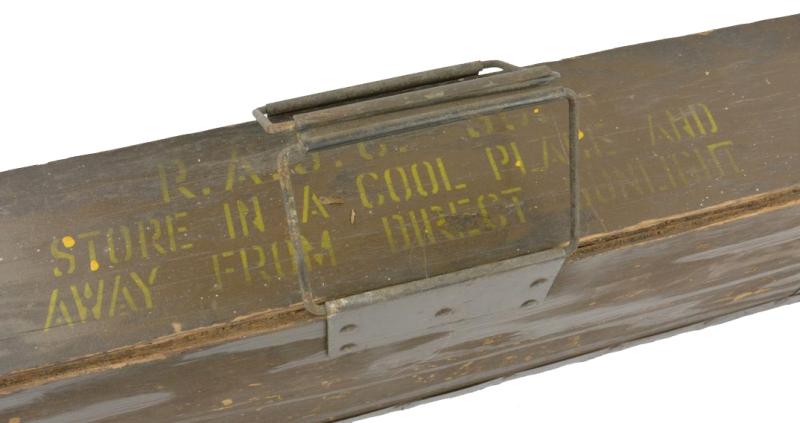 STORE IN A COOL PLACE AND
AWAY FROM DIRECT SUNLIGHT